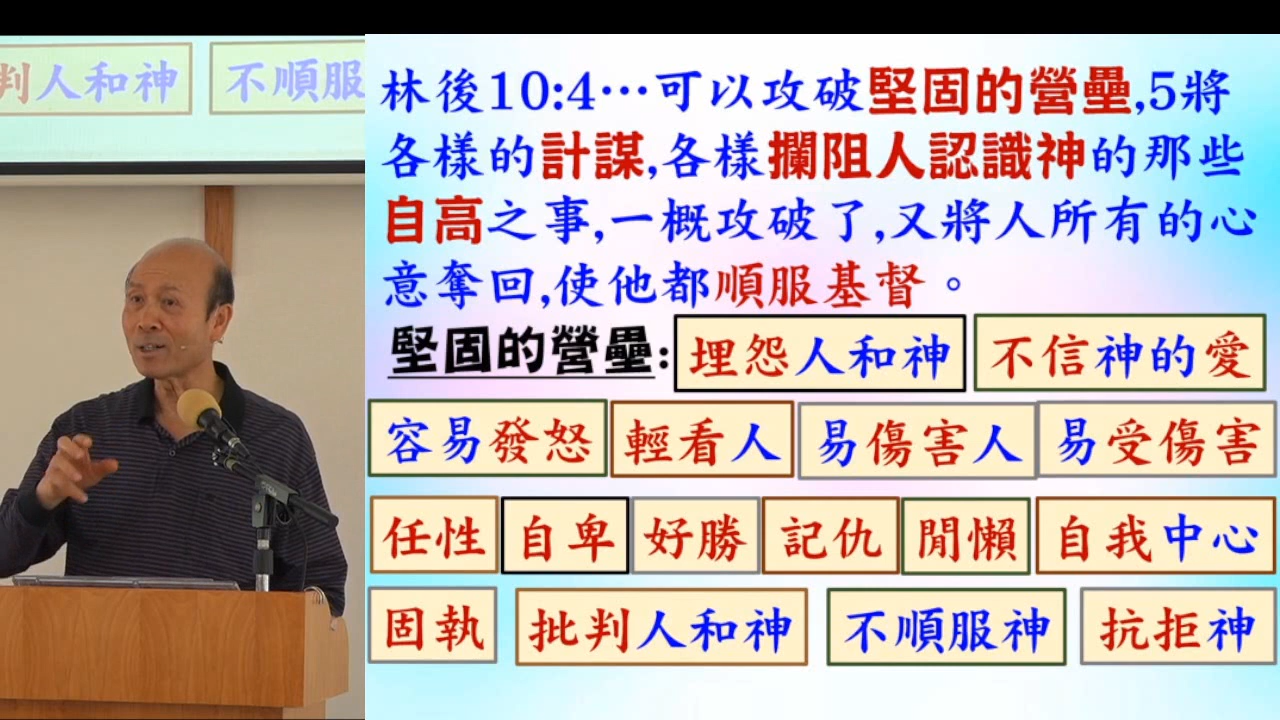 判人和神 不順服
林後10:4…可以攻破堅固的營壘,5將
各樣的計謀,各樣攔阻人認識神的那些
自高之事,一概攻破了,又將人所有的心
意奪回,使他都順服基督。
堅固的營壘: 埋怨人和神 不信神的愛
容易發怒 輕看人 易傷害人 易受傷害
任性 自卑 好勝 記仇 閒懶 自我中心
固執 批判人和神 不順服神 抗拒神